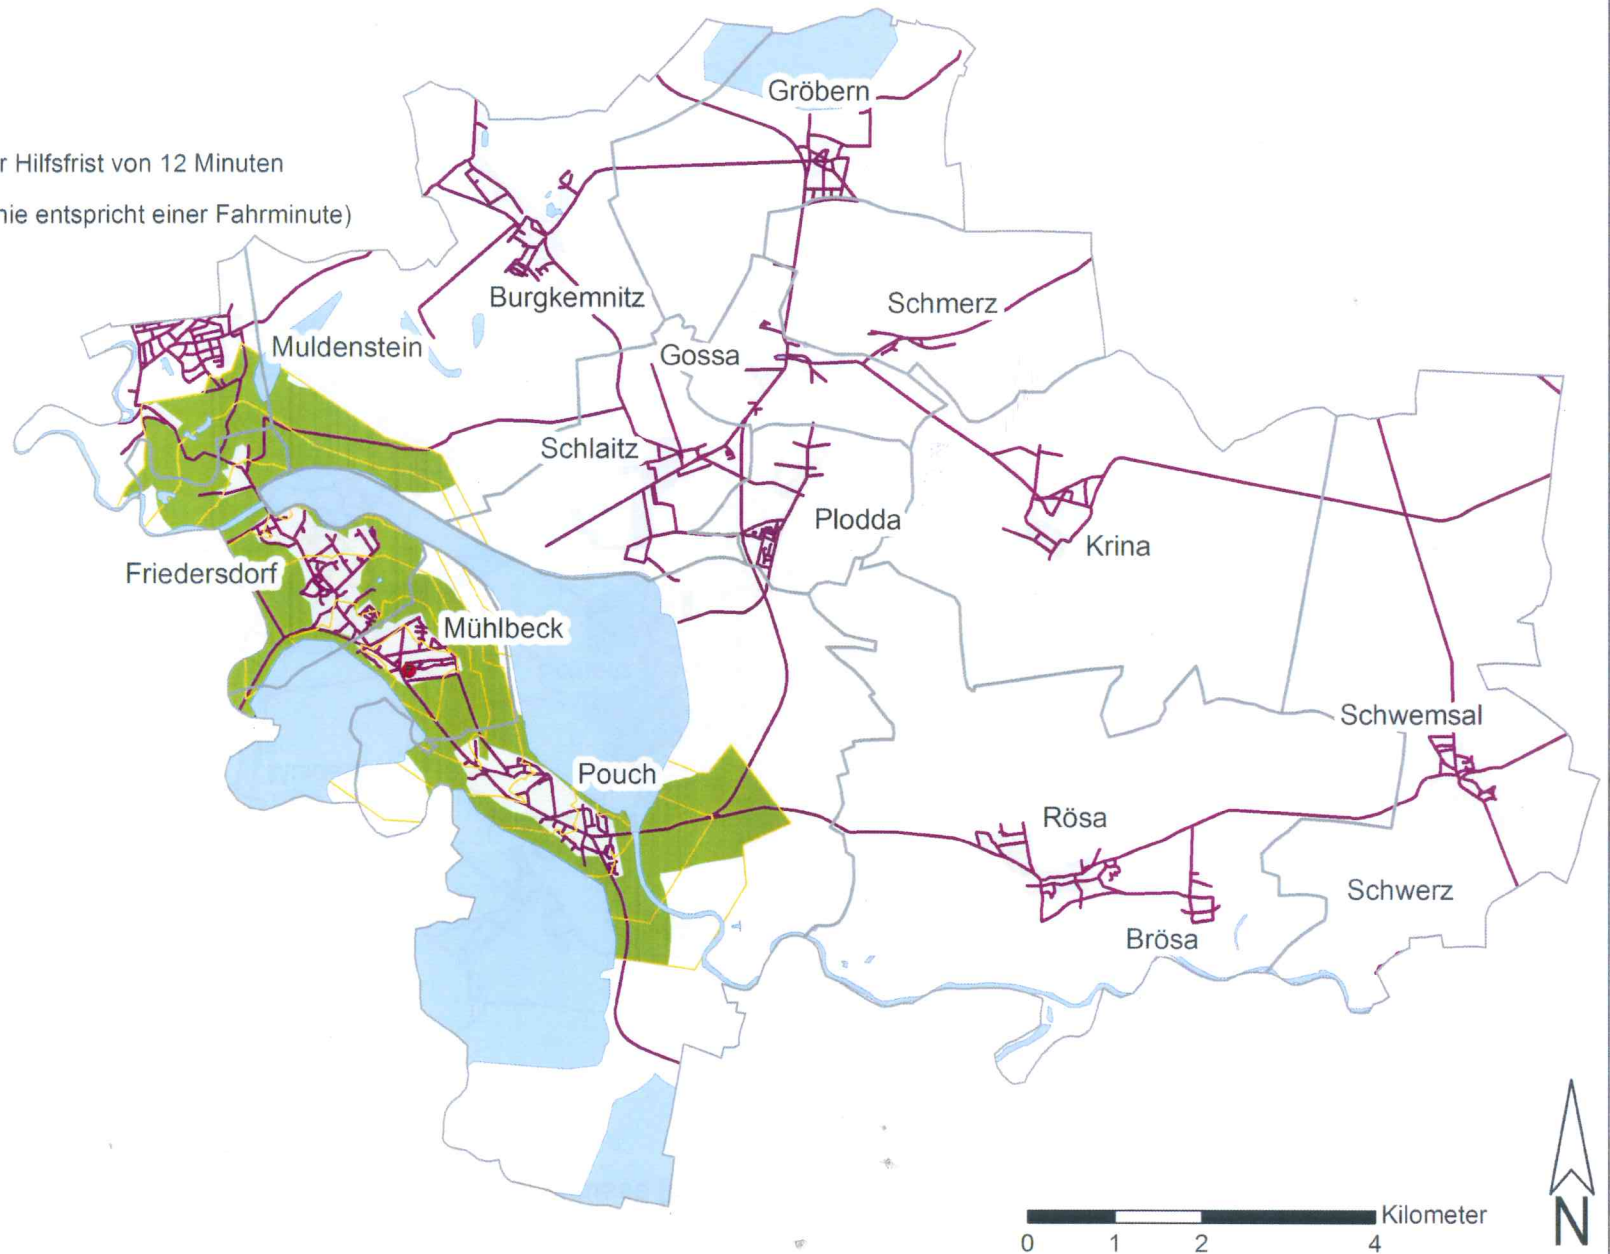 Gröbern
r Hilfsfrist von 12 Minuten
nie entspricht einer Fahrminute)
Burgkemnitz
Schmerz
Muldenstein
Gossa
Schlaitz
Plodda
Krina
Friedersdorf
Mühlbeck
Schwemsal
Pouch
Rösa
Schwerz
Brösa
Kilometer
0 1 2 4
N